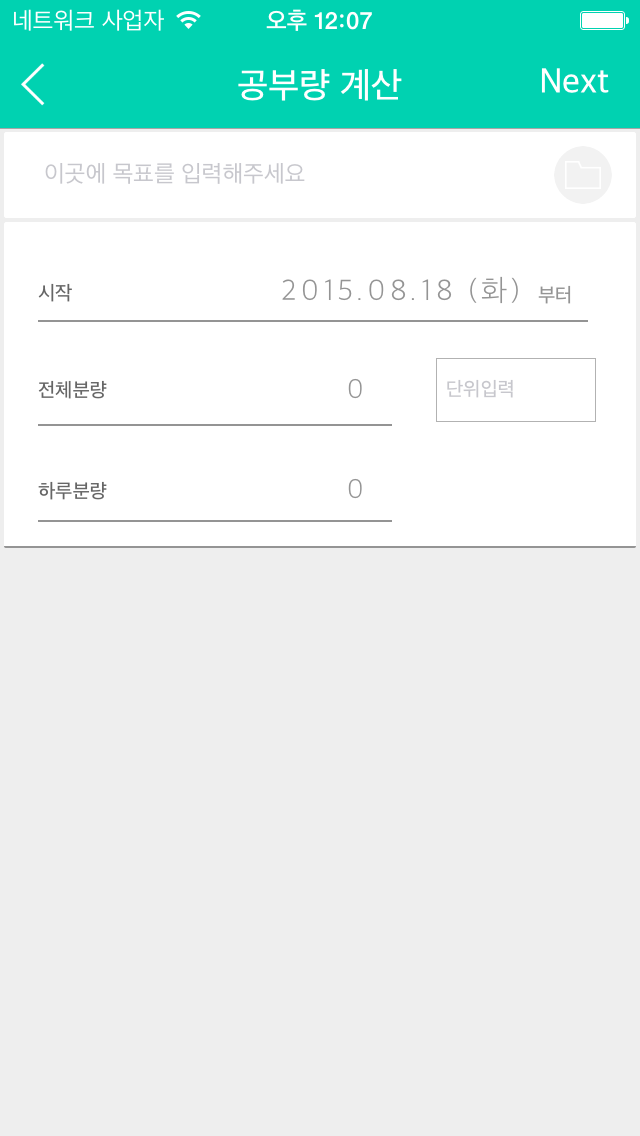 네트워크 사업자 오후 12:07
공부량 계산 Next
이곳에 목표를 입력해주세요
시작 2015.08.18 (화) 부터
전체분량 0 단위입력
하루분량 0